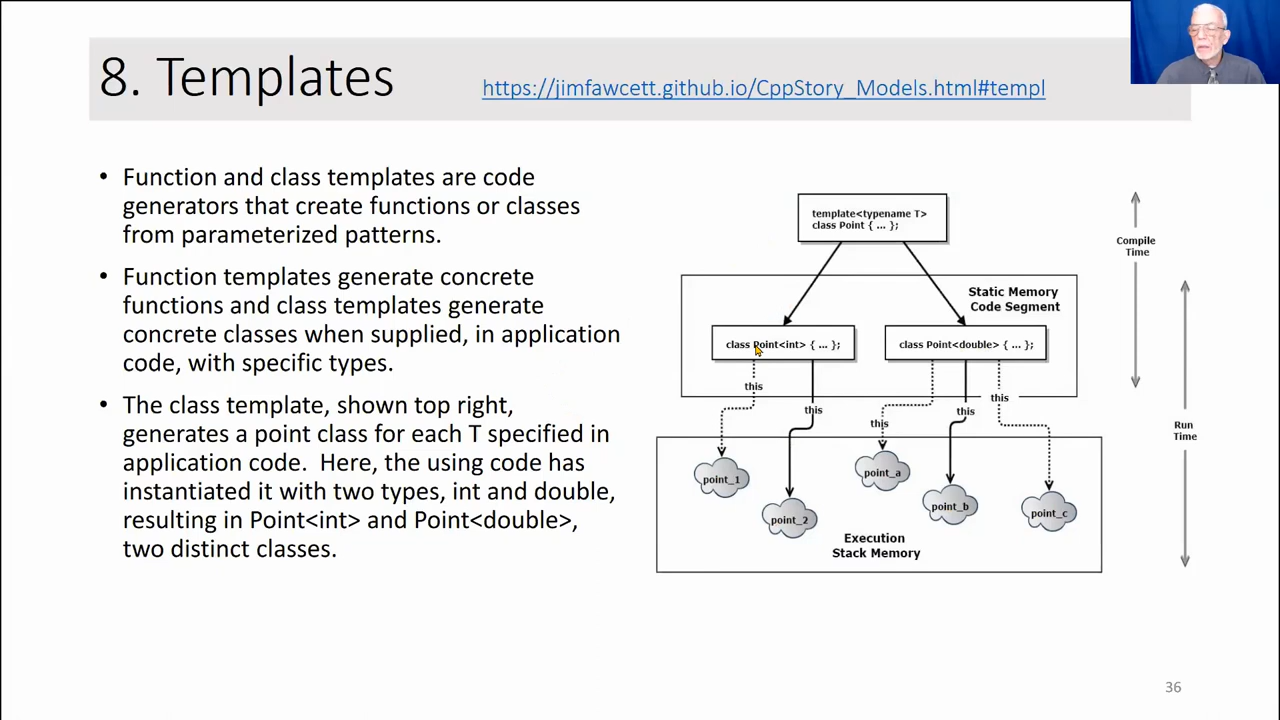 8. Templates
https://jimfawcett.github.io/CppStory_Models.html#templ
• Function and class templates are code
generators that create functions or classes
from parameterized patterns.
• Function templates generate concrete
functions and class templates generate
concrete classes when supplied, in application
code, with specific types.
• The class template, shown top right,
generates a point class for each T specified in
application code.  Here, the using code has
instantiated it with two types, int and double,
resulting in Point<int> and Point<double>,
two distinct classes.
template<typename T>
class Point { ... };
Compile
Time
Static Memory
Code Segment
class Point<int> { ... };
class Point<double> { ... };
this
this
this
this
this
Run
Time
point_1
point_2
point_a
point_b
point_c
Execution
Stack Memory
36